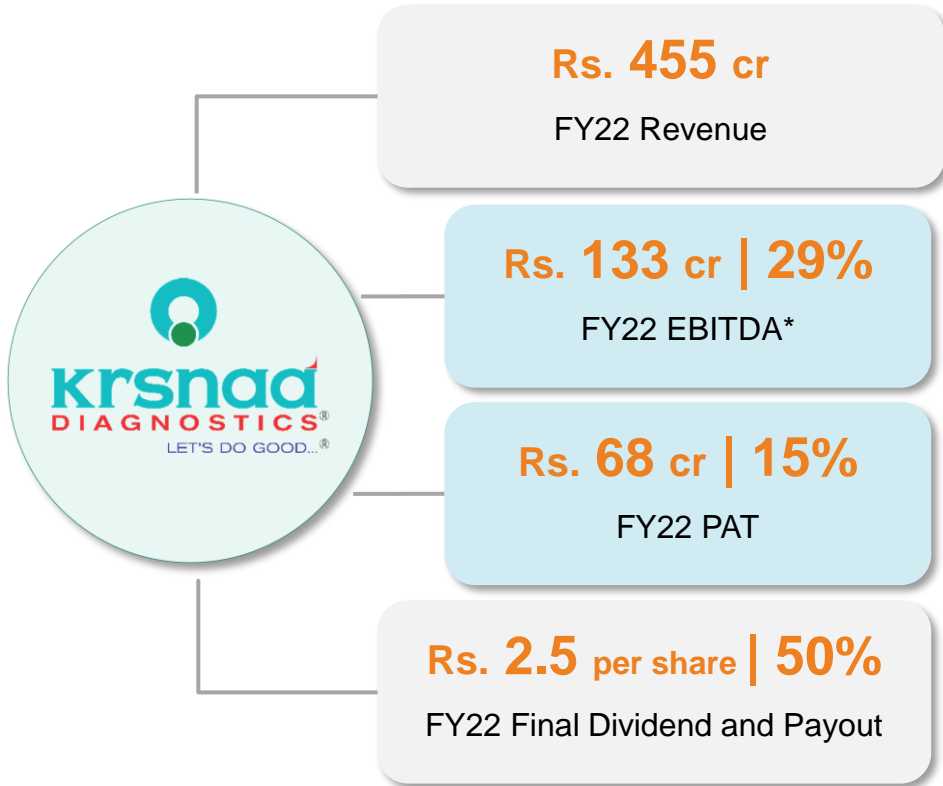 Rs. 455 cr
FY22 Revenue
Rs. 133 cr | 29%
FY22 EBITDA*
krsnaa
DIAGNOSTICS®
LET'S DO GOOD...®
Rs. 68 cr | 15%
FY22 PAT
Rs. 2.5 per share | 50%
FY22 Final Dividend and Payout